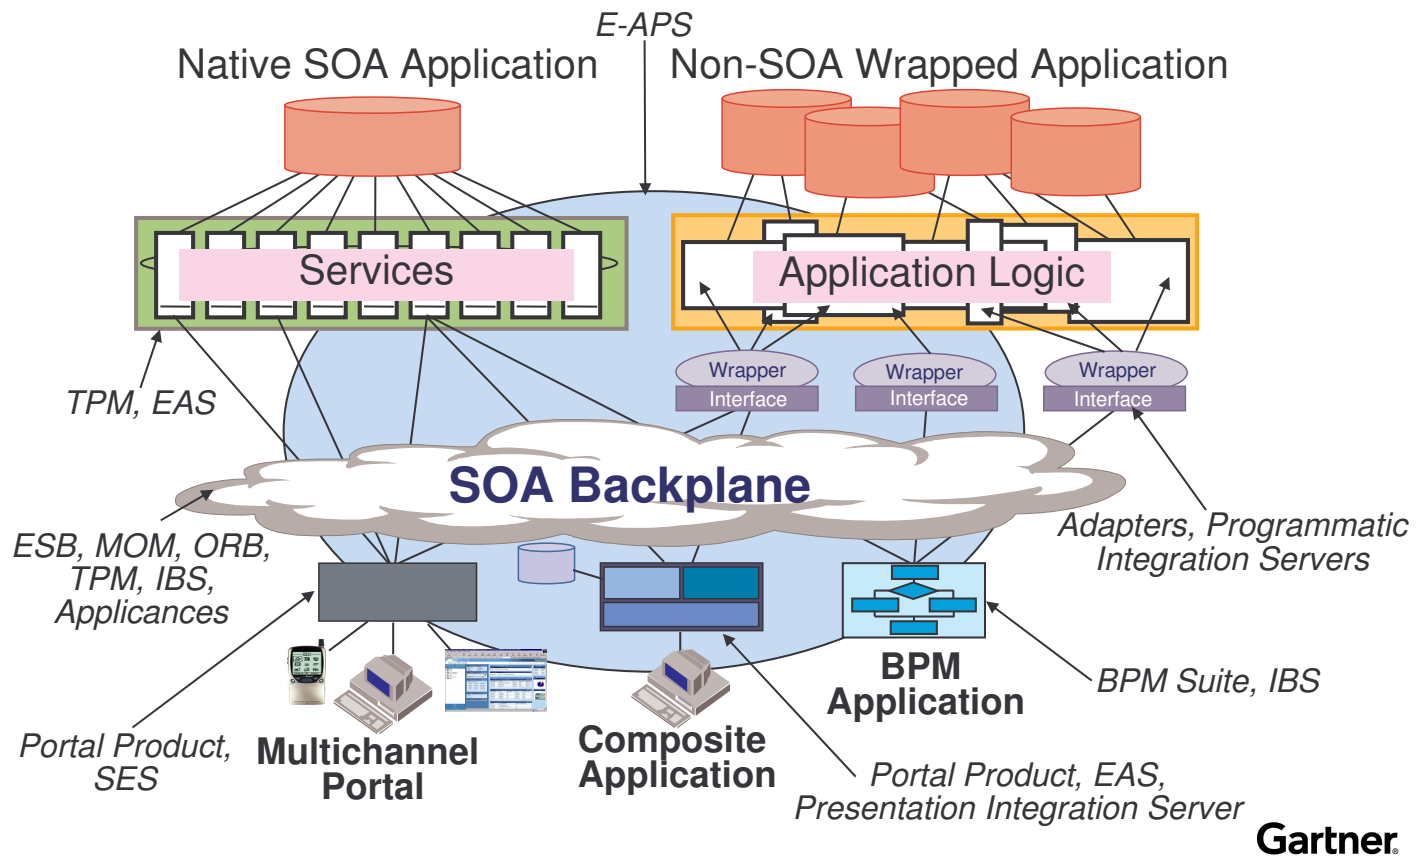 E-APS
Native SOA Application
Non-SOA Wrapped Application
Services
Application Logic
Wrapper
Interface
Wrapper
Interface
Wrapper
Interface
TPM, EAS
SOA Backplane
ESB, MOM, ORB,
TPM, IBS,
Applicances
Adapters, Programmatic
Integration Servers
BPM
Application
BPM Suite, IBS
Portal Product,
SES
Multichannel
Portal
Composite
Application
Portal Product, EAS,
Presentation Integration Server
Gartner